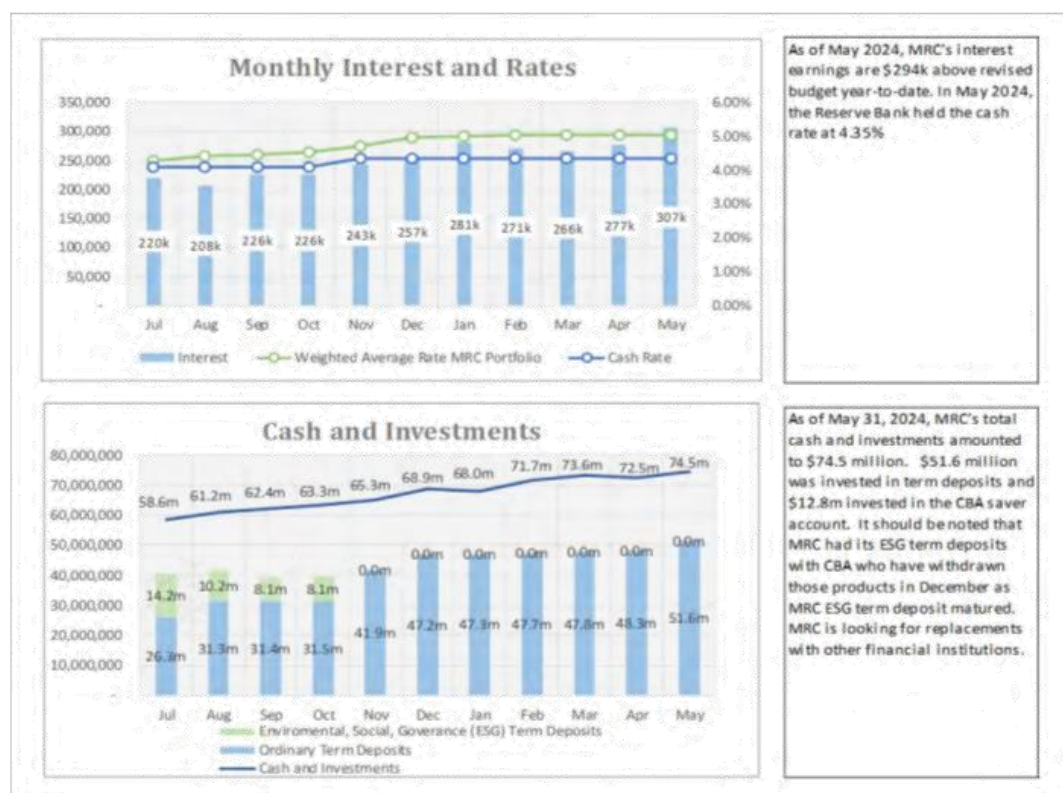 Monthly Interest and Rates
350,000
300,000
250,000
200,000
150,000
100,000
50,000
-
6.00%
5.00%
4.00%
3.00%
2.00%
1.00%
0.00%
220k 208k 226k 226k 243k 257k 281k 271k 266k 277k 307k
Jul Aug Sep Oct Nov Dec Jan Feb Mar Apr May
Interest Weighted Average Rate MRC Portfolio Cash Rate
As of May 2024, MRC's interest
earnings are $294k above revised
budget year-to-date. In May 2024,
the Reserve Bank held the cash
rate at 4.35%
Cash and Investments
80,000,000
70,000,000
60,000,000
50,000,000
40,000,000
30,000,000
20,000,000
10,000,000
-
58.6m 61.2m 62.4m 63.3m 65.3m 68.9m 68.0m 71.7m 73.6m 72.5m 74.5m
14.2m 10.2m 8.1m 8.1m 0.0m 0.0m 0.0m 0.0m 0.0m 0.0m 0.0m
26.3m 31.3m 31.4m 31.5m 41.9m 47.2m 47.3m 47.7m 47.8m 48.3m 51.6m
Jul Aug Sep Oct Nov Dec Jan Feb Mar Apr May
Enviromental, Social, Goverance (ESG) Term Deposits
Ordinary Term Deposits
Cash and Investments
As of May 31, 2024, MRC's total
cash and investments amounted
to $74.5 million. $51.6 million
was invested in term deposits and
$12.8m invested in the CBA saver
account. It should be noted that
MRC had its ESG term deposits
with CBA who have withdrawn
those products in December as
MRC ESG term deposit matured.
MRC is looking for replacements
with other financial institutions.